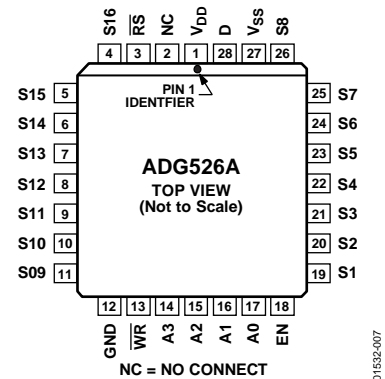 S16 R̅S̅ NC VDD D VSS S8
4 3 2 1 28 27 26
PIN 1
IDENTFIER
S15 5
S14 6
S13 7
S12 8
S11 9
S10 10
S09 11
ADG526A
TOP VIEW
(Not to Scale)
25 S7
24 S6
23 S5
22 S4
21 S3
20 S2
19 S1
12 13 14 15 16 17 18
GND W̅R̅ A3 A2 A1 A0 EN
NC = NO CONNECT
01532-007